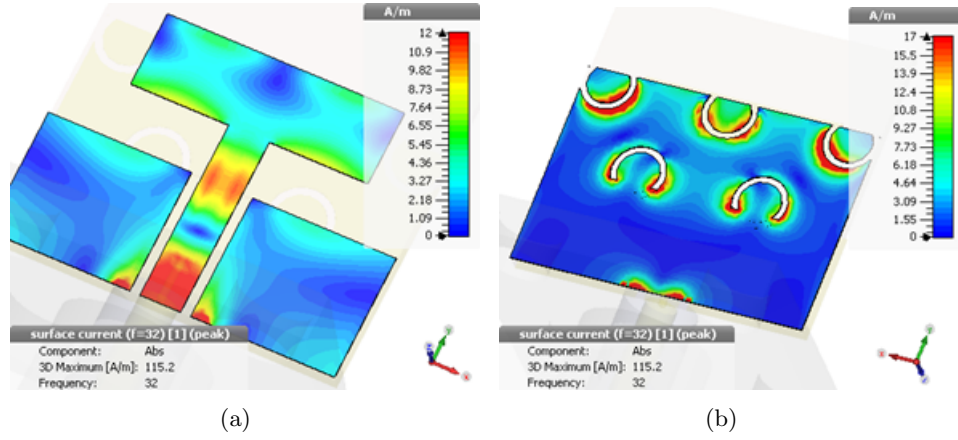 A/m
12
10.9
9.82
8.73
7.64
6.55
5.45
4.36
3.27
2.18
1.09
0
surface current (f=32) [1] (peak)
Component: Abs
3D Maximum [A/m]: 115.2
Frequency: 32
(a)
A/m
17
15.5
13.9
12.4
10.8
9.27
7.73
6.18
4.64
3.09
1.55
0
surface current (f=32) [1] (peak)
Component: Abs
3D Maximum [A/m]: 115.2
Frequency: 32
(b)